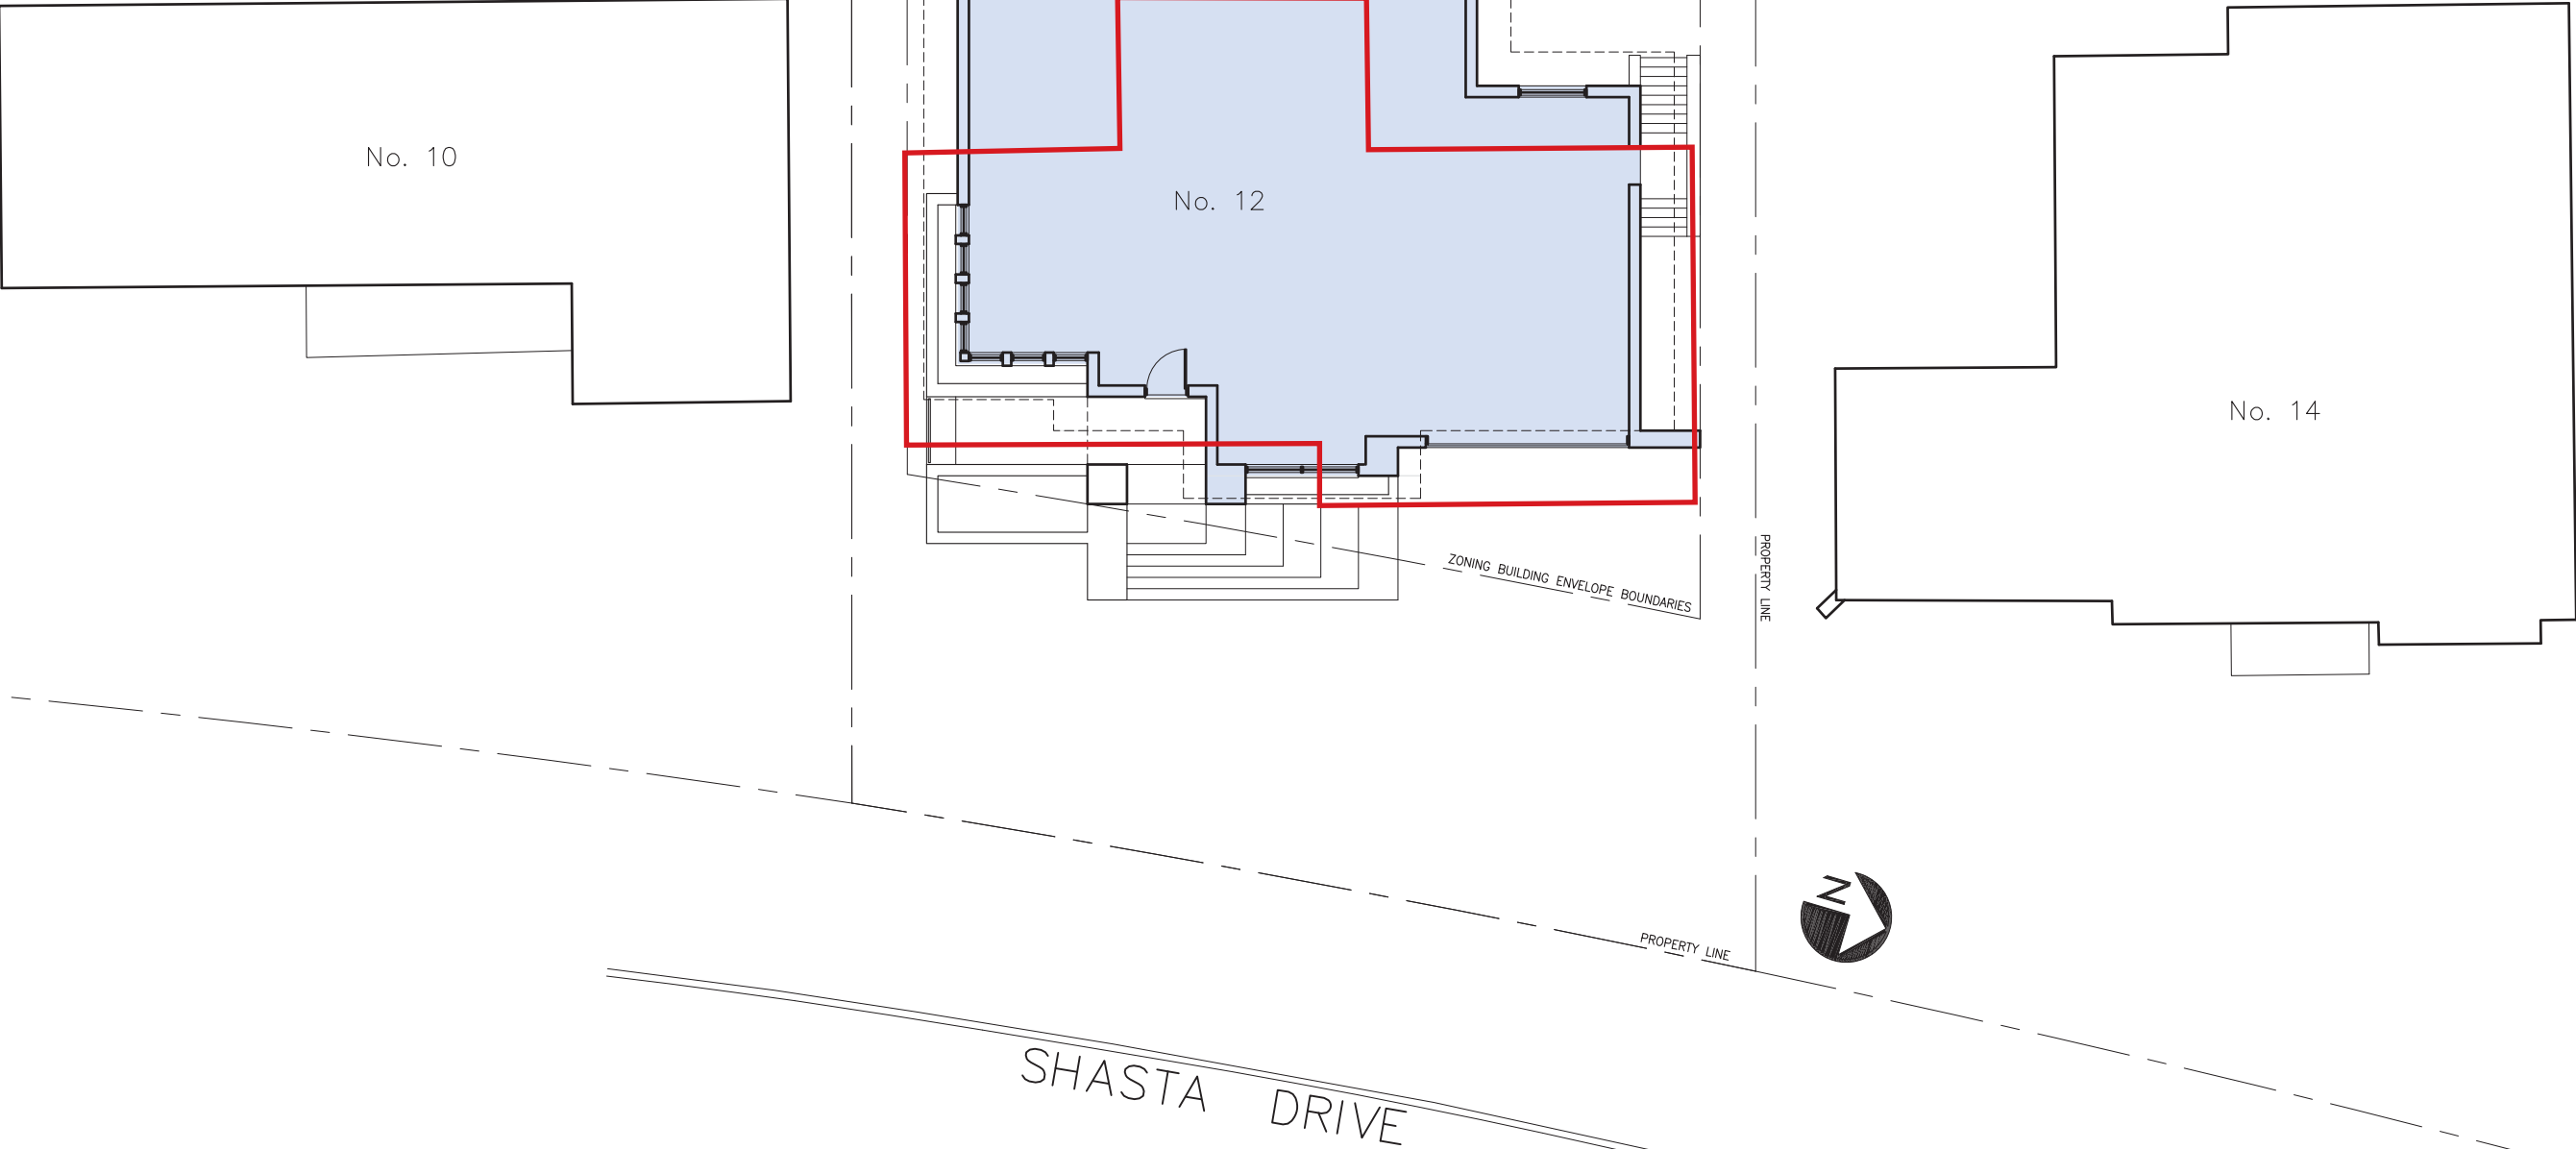 No. 10
No. 12
No. 14
ZONING BUILDING ENVELOPE BOUNDARIES
PROPERTY LINE
N
PROPERTY LINE
SHASTA DRIVE